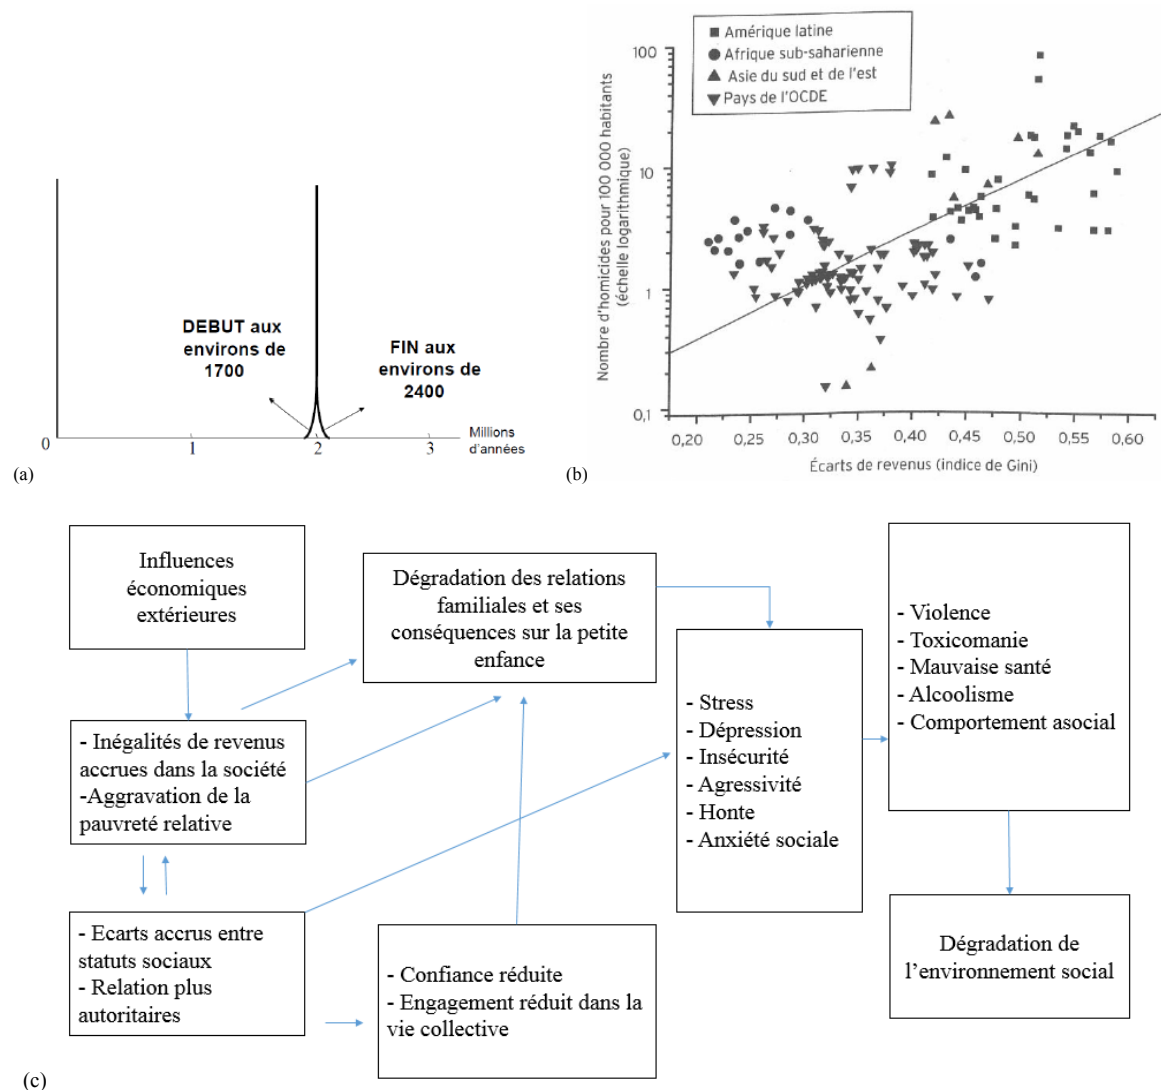 DEBUT aux
environs de
1700
FIN aux
environs de
2400
0
1
2
3
Millions
d'années
(a)
Amérique latine
Afrique sub-saharienne
Asie du sud et de l'est
Pays de l'OCDE
Nombre d'homicides pour 100 000 habitants
(échelle logarithmique)
100
10
1
0,1
0,20
0,25
0,30
0,35
0,40
0,45
0,50
0,55
0,60
Écarts de revenus (indice de Gini)
(b)
Influences
économiques
extérieures
Dégradation des relations
familiales et ses
conséquences sur la petite
enfance
- Violence
- Toxicomanie
- Mauvaise santé
- Alcoolisme
- Comportement asocial
- Inégalités de revenus
accrues dans la société
-Aggravation de la
pauvreté relative
- Stress
- Dépression
- Insécurité
- Agressivité
- Honte
- Anxiété sociale
- Ecarts accrus entre
statuts sociaux
- Relation plus
autoritaires
- Confiance réduite
- Engagement réduit dans la
vie collective
Dégradation de
l'environnement social
(c)